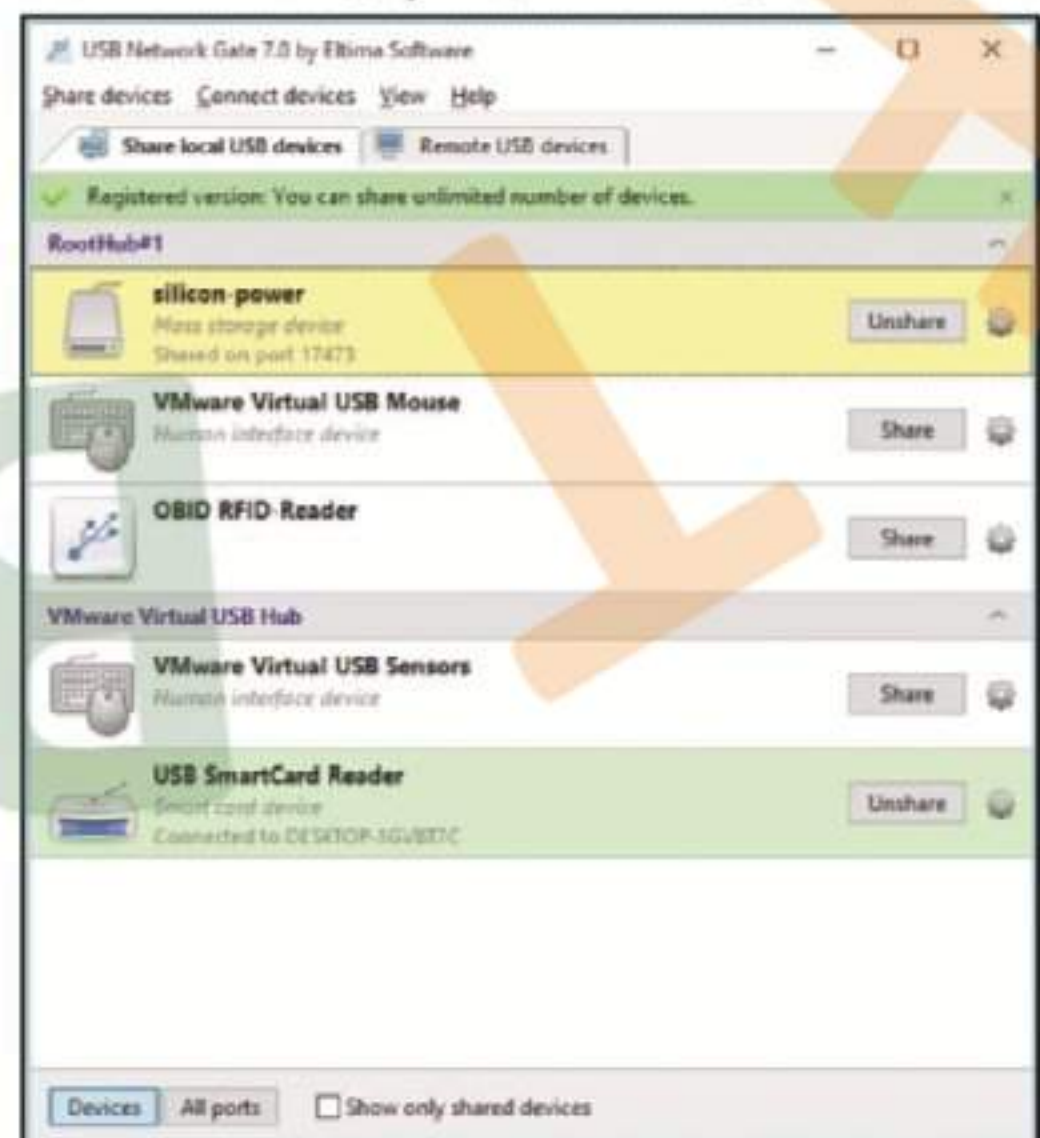 USB Network Gate 7.0 by Eltima Software
Share devices Connect devices View Help
Share local USB devices Remote USB devices
Registered version: You can share unlimited number of devices.
RootHub#1
silicon-power
Mass storage device
Shared on port 17473
Unshare
VMware Virtual USB Mouse
Human interface device
Share
OBID RFID-Reader
Share
VMware Virtual USB Hub
VMware Virtual USB Sensors
Human interface device
Share
USB SmartCard Reader
Smart card device
Connected to
Unshare
Devices All ports Show only shared devices